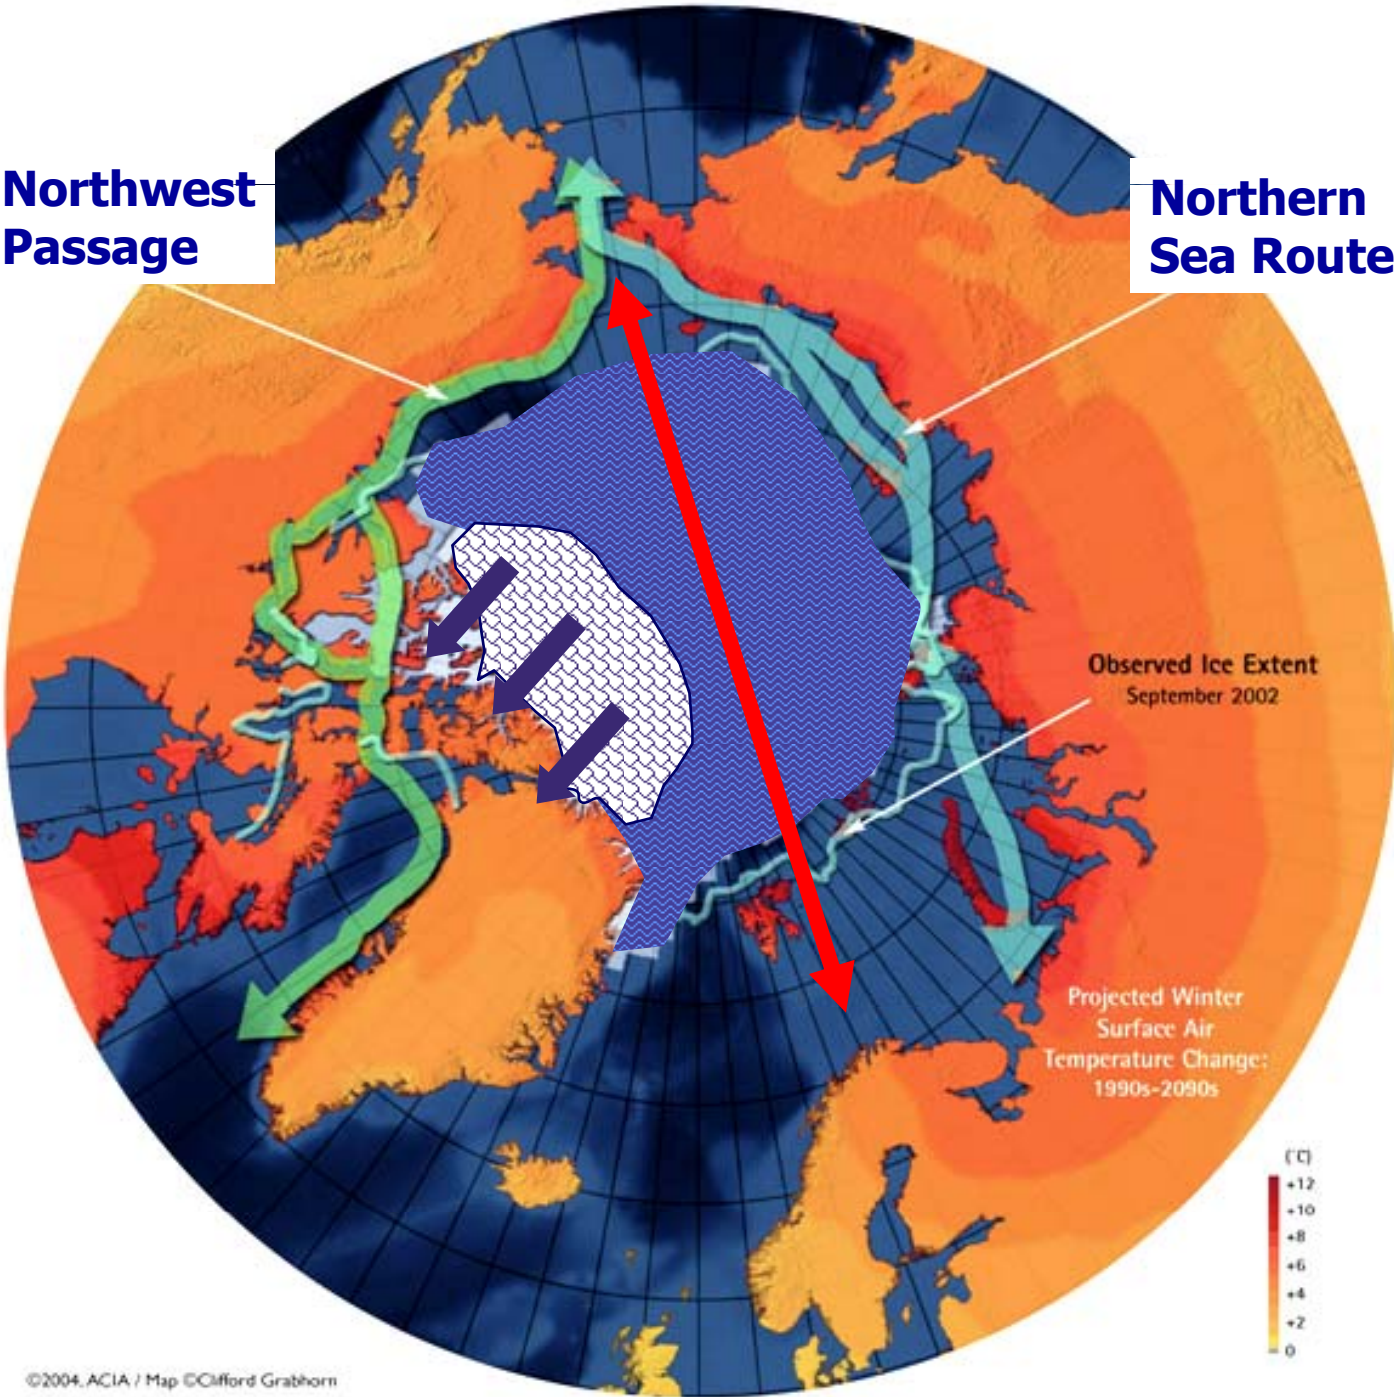 Northwest
Passage
Northern
Sea Route
Observed Ice Extent
September 2002
Projected Winter
Surface Air
Temperature Change:
1990s-2090s
(˚C)
+12
+10
+8
+6
+4
+2
0
©2004, ACIA / Map ©Clifford Grabhorn